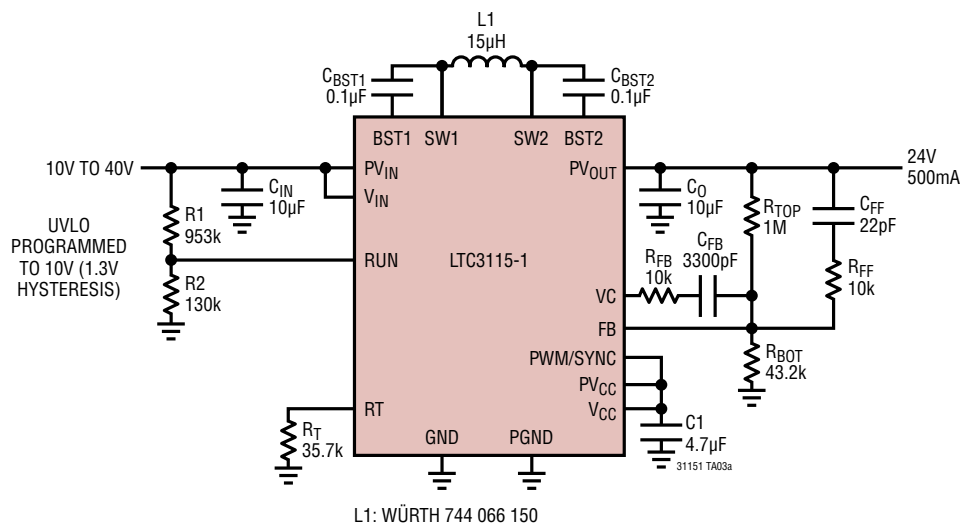 L1
15µH
CBST1
0.1µF
CBST2
0.1µF
BST1 SW1 SW2 BST2
10V TO 40V
PVIN
VIN
PVOUT
24V
500mA
CIN
10µF
CO
10µF
RTOP
1M
CFF
22pF
R1
953k
UVLO
PROGRAMMED
TO 10V (1.3V
HYSTERESIS)
RUN
LTC3115-1
RFB
10k
CFB
3300pF
RFF
10k
R2
130k
VC
FB
RBOT
43.2k
PWM/SYNC
PVCC
VCC
RT
RT
35.7k
GND
PGND
C1
4.7µF
31151 TA03a
L1: WÜRTH 744 066 150